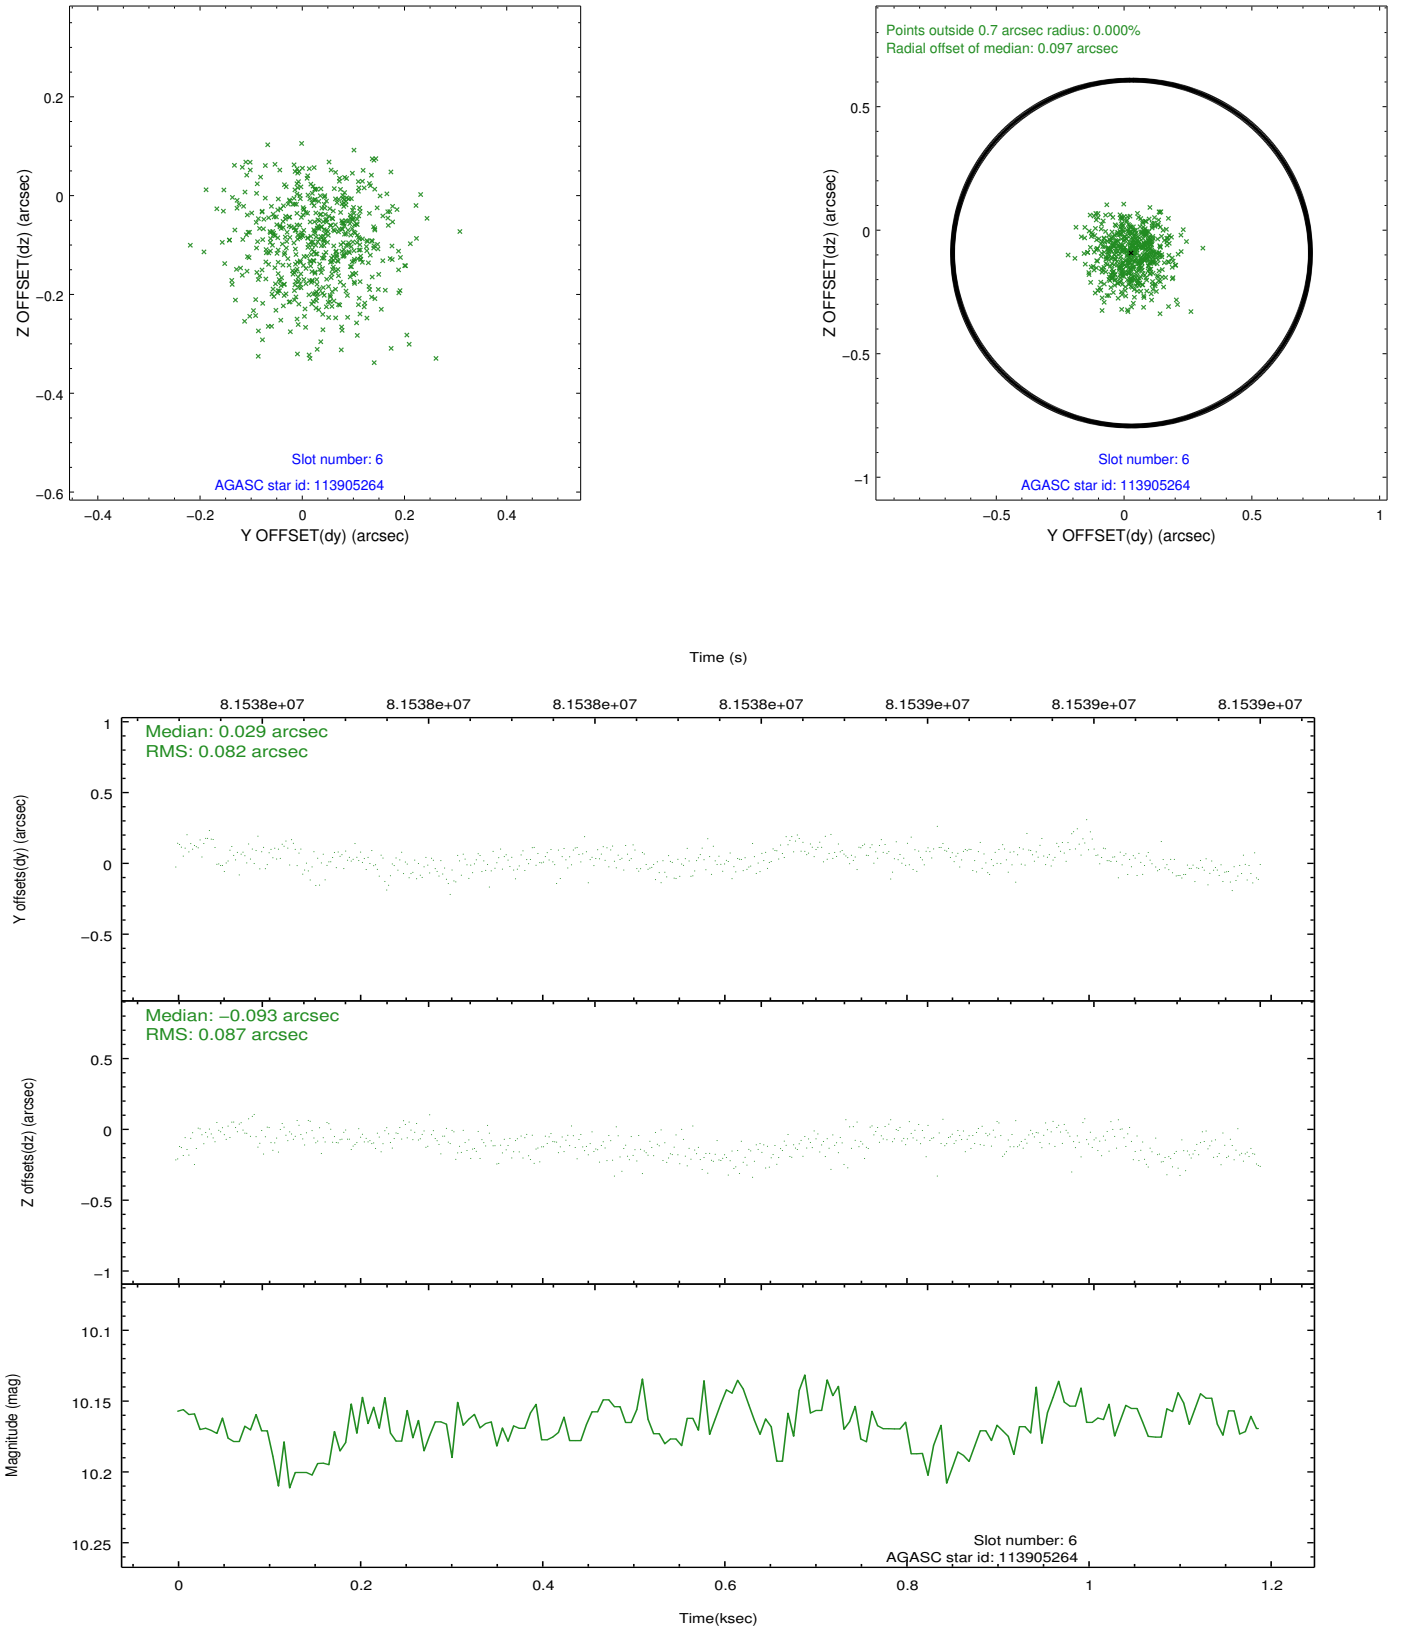 0.2
0
−0.2
−0.4
−0.6
Z OFFSET(dz) (arcsec)
Slot number: 6
AGASC star id: 113905264
−0.4 −0.2 0 0.2 0.4
Y OFFSET(dy) (arcsec)
Points outside 0.7 arcsec radius: 0.000%
Radial offset of median: 0.097 arcsec
0.5
0
−0.5
−1
Z OFFSET(dz) (arcsec)
Slot number: 6
AGASC star id: 113905264
−0.5 0 0.5 1
Y OFFSET(dy) (arcsec)
Time (s)
8.1538e+07 8.1538e+07 8.1538e+07 8.1538e+07 8.1539e+07 8.1539e+07 8.1539e+07
Median: 0.029 arcsec
RMS: 0.082 arcsec
1
0.5
0
−0.5
Y offsets(dy) (arcsec)
Median: −0.093 arcsec
RMS: 0.087 arcsec
0.5
0
−0.5
−1
Z offsets(dz) (arcsec)
10.1
10.15
10.2
10.25
Magnitude (mag)
Slot number: 6
AGASC star id: 113905264
0 0.2 0.4 0.6 0.8 1 1.2
Time(ksec)